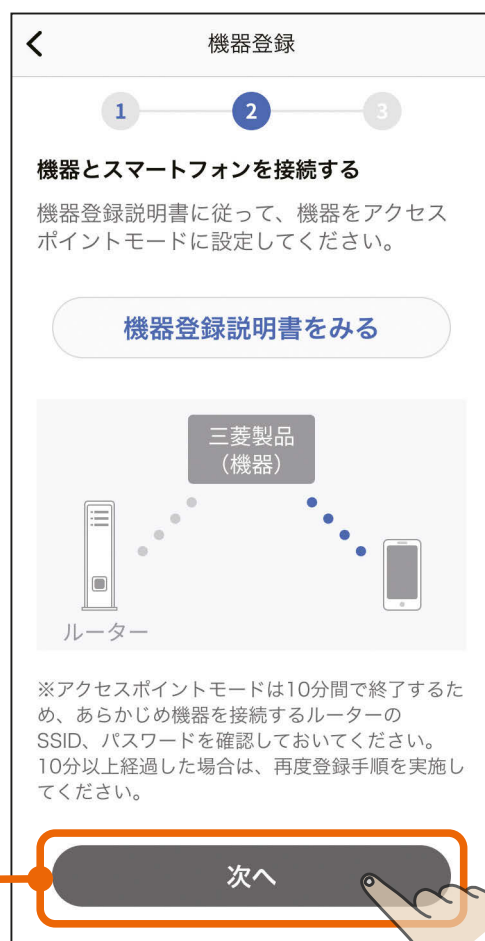 機器登録
1 2 3
機器とスマートフォンを接続する
機器登録説明書に従って、機器をアクセス
ポイントモードに設定してください。
機器登録説明書をみる
三菱製品
（機器）
ルーター
※アクセスポイントモードは10分間で終了するた
め、あらかじめ機器を接続するルーターの
SSID、パスワードを確認しておいてください。
10分以上経過した場合は、再度登録手順を実施し
てください。
次へ